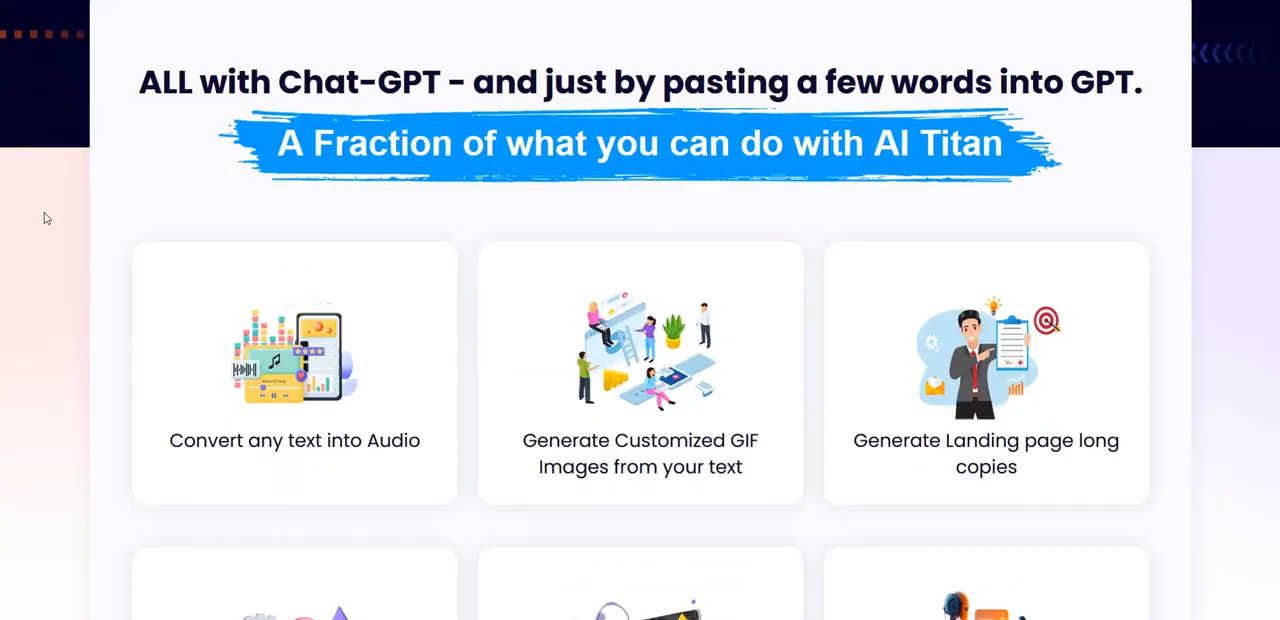 ALL with Chat-GPT - and just by pasting a few words into GPT.
A Fraction of what you can do with AI Titan
Convert any text into Audio
Generate Customized GIF
Images from your text
Generate Landing page long
copies